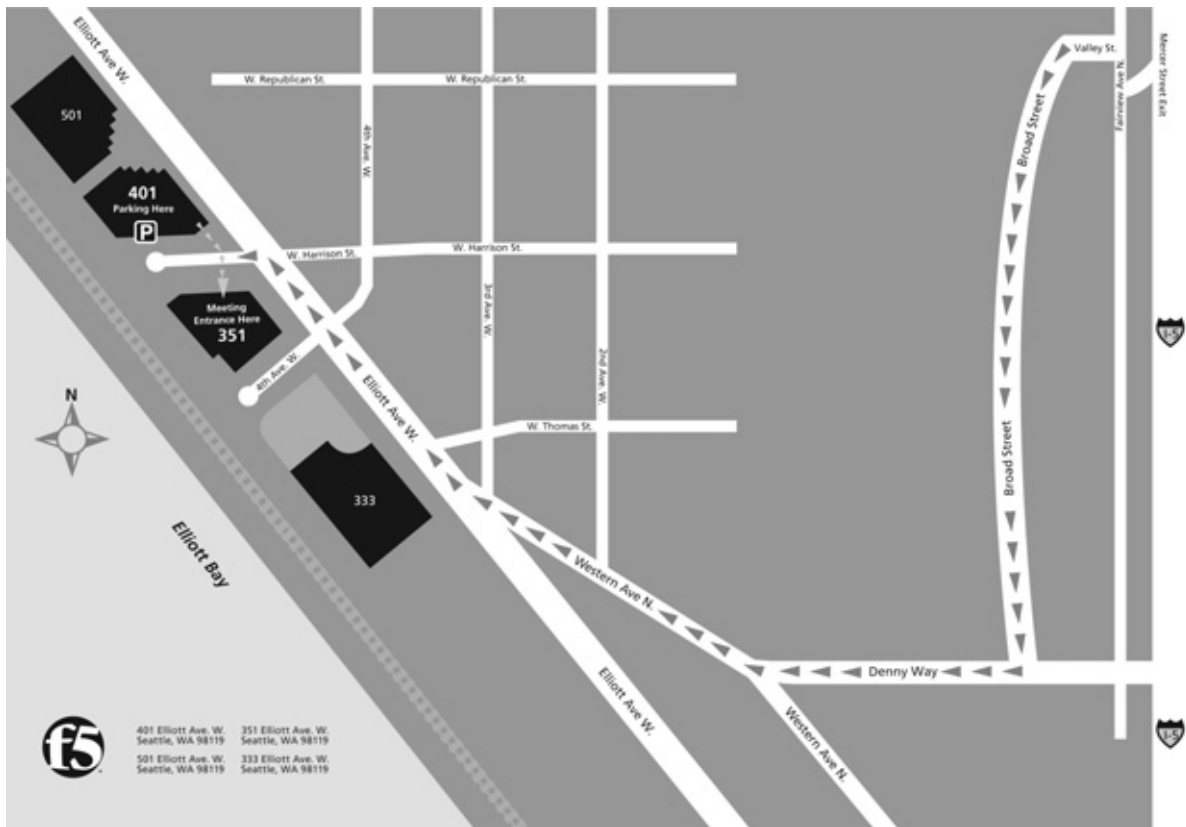 Elliott Ave W.
W. Republican St.
W. Republican St.
Valley St.
Mercer Street Exit
Fairview Ave N.
Broad Street
501
4th Ave. W.
401
Parking Here
P
W. Harrison St.
W. Harrison St.
Meeting
Entrance Here
351
3rd Ave. W.
2nd Ave. W.
I-5
4th Ave. W.
Elliott Ave W.
N
W. Thomas St.
Broad Street
333
Elliott Bay
Western Ave N.
Denny Way
Elliott Ave W.
Western Ave N.
I-5
f5
401 Elliott Ave. W.
Seattle, WA 98119
351 Elliott Ave. W.
Seattle, WA 98119
501 Elliott Ave. W.
Seattle, WA 98119
333 Elliott Ave. W.
Seattle, WA 98119